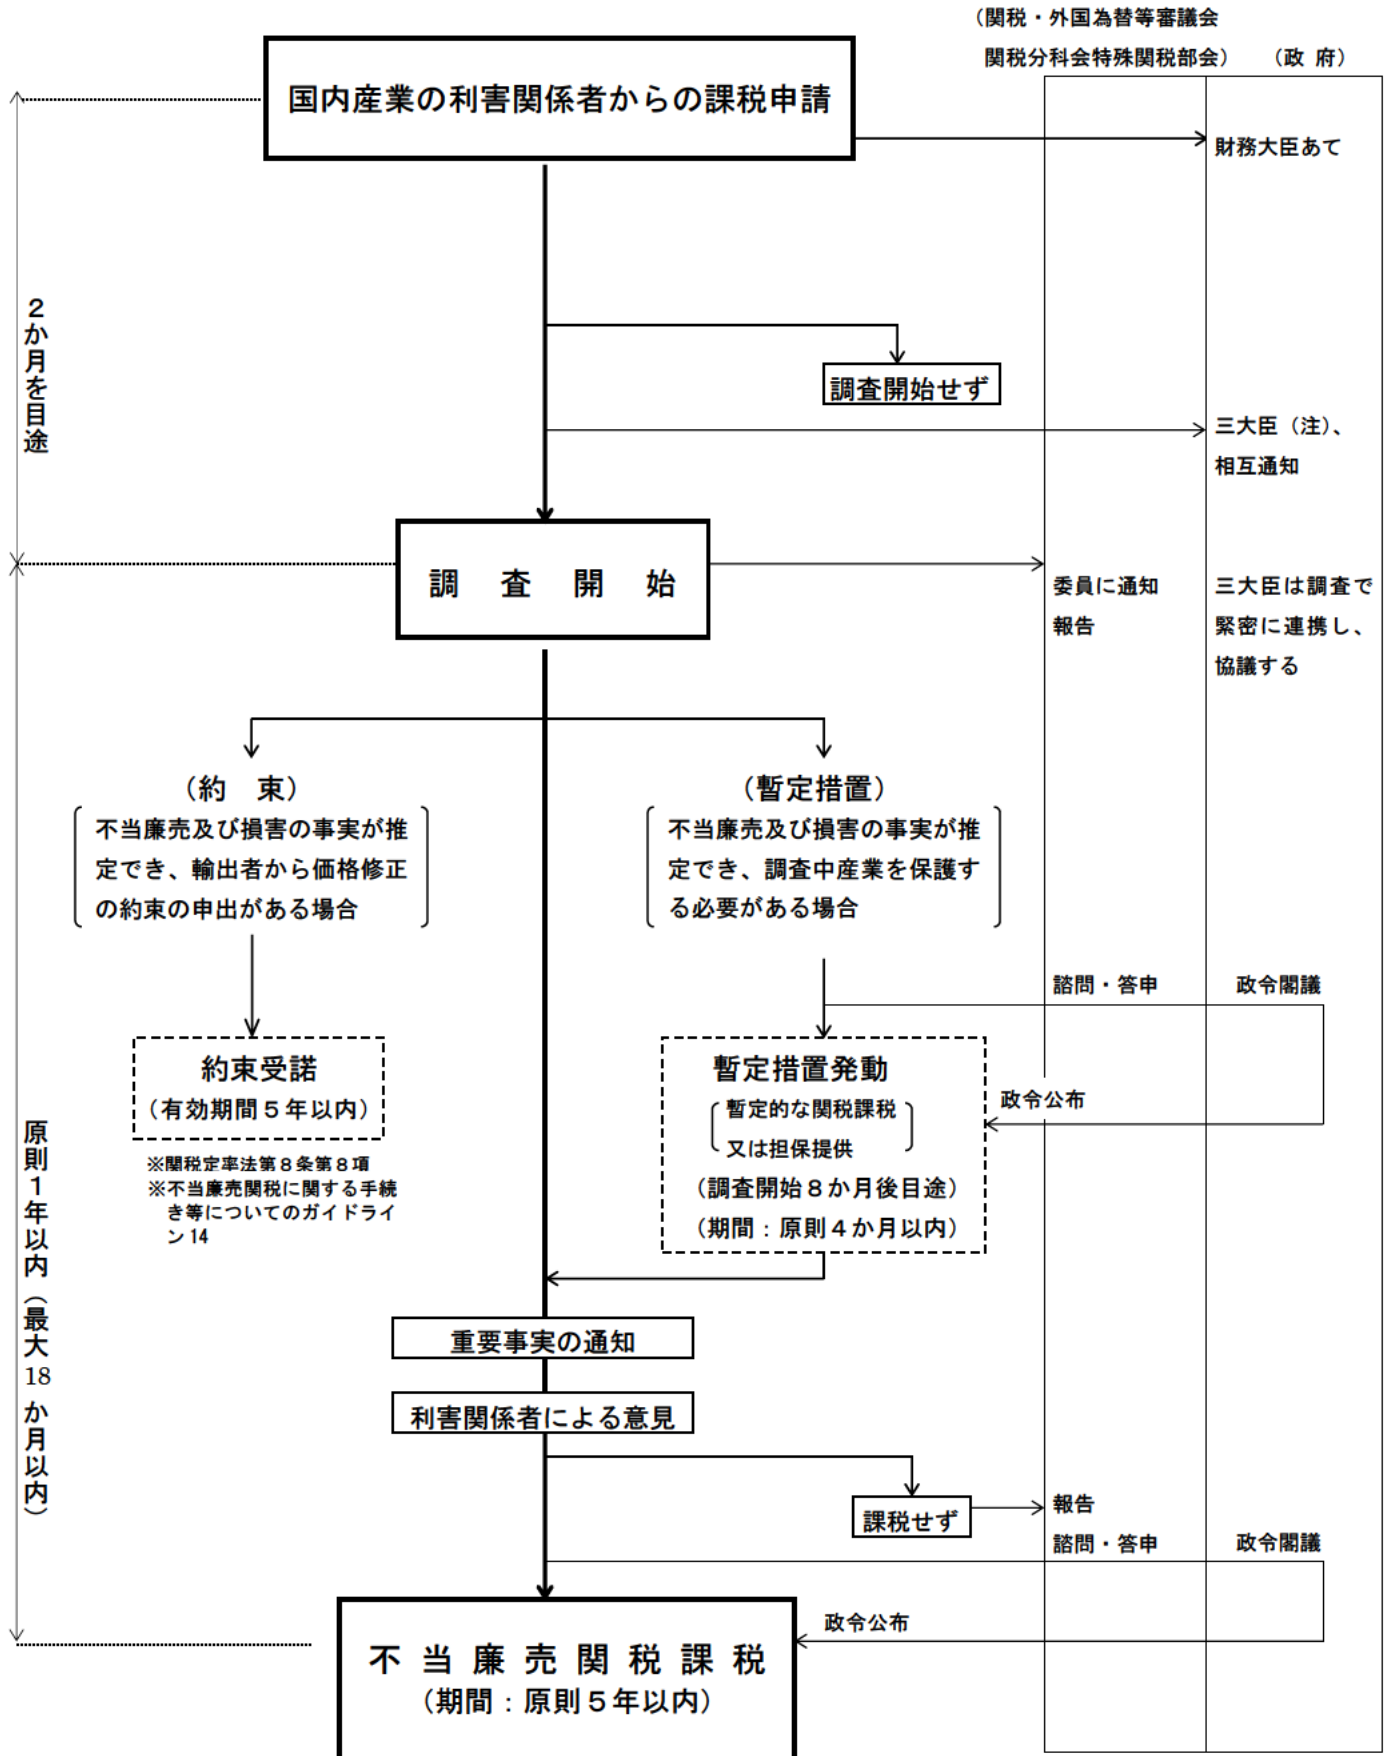 （関税・外国為替等審議会
関税分科会特殊関税部会）　（政 府）
国内産業の利害関係者からの課税申請
財務大臣あて
２か月を目途
調査開始せず
三大臣（注）、
相互通知
調　査　開　始
委員に通知
報告
三大臣は調査で
緊密に連携し、
協議する
（約　束）
不当廉売及び損害の事実が推
定でき、輸出者から価格修正
の約束の申出がある場合
（暫定措置）
不当廉売及び損害の事実が推
定でき、調査中産業を保護す
る必要がある場合
諮問・答申
政令閣議
約束受諾
（有効期間５年以内）
※関税定率法第８条第８項
※不当廉売関税に関する手続
き等についてのガイドライ
ン 14
暫定措置発動
暫定的な関税課税
又は担保提供
（調査開始８か月後目途）
（期間：原則４か月以内）
政令公布
原則１年以内（最大 18 か月以内）
重要事実の通知
利害関係者による意見
課税せず
報告
諮問・答申
政令閣議
政令公布
不 当 廉 売 関 税 課 税
（期間：原則５年以内）